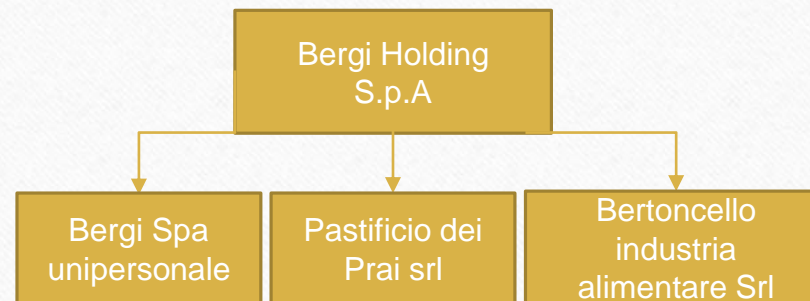 Bergi Holding
S.p.A
Bergi Spa
unipersonale
Pastificio dei
Prai srl
Bertoncello
industria
alimentare Srl